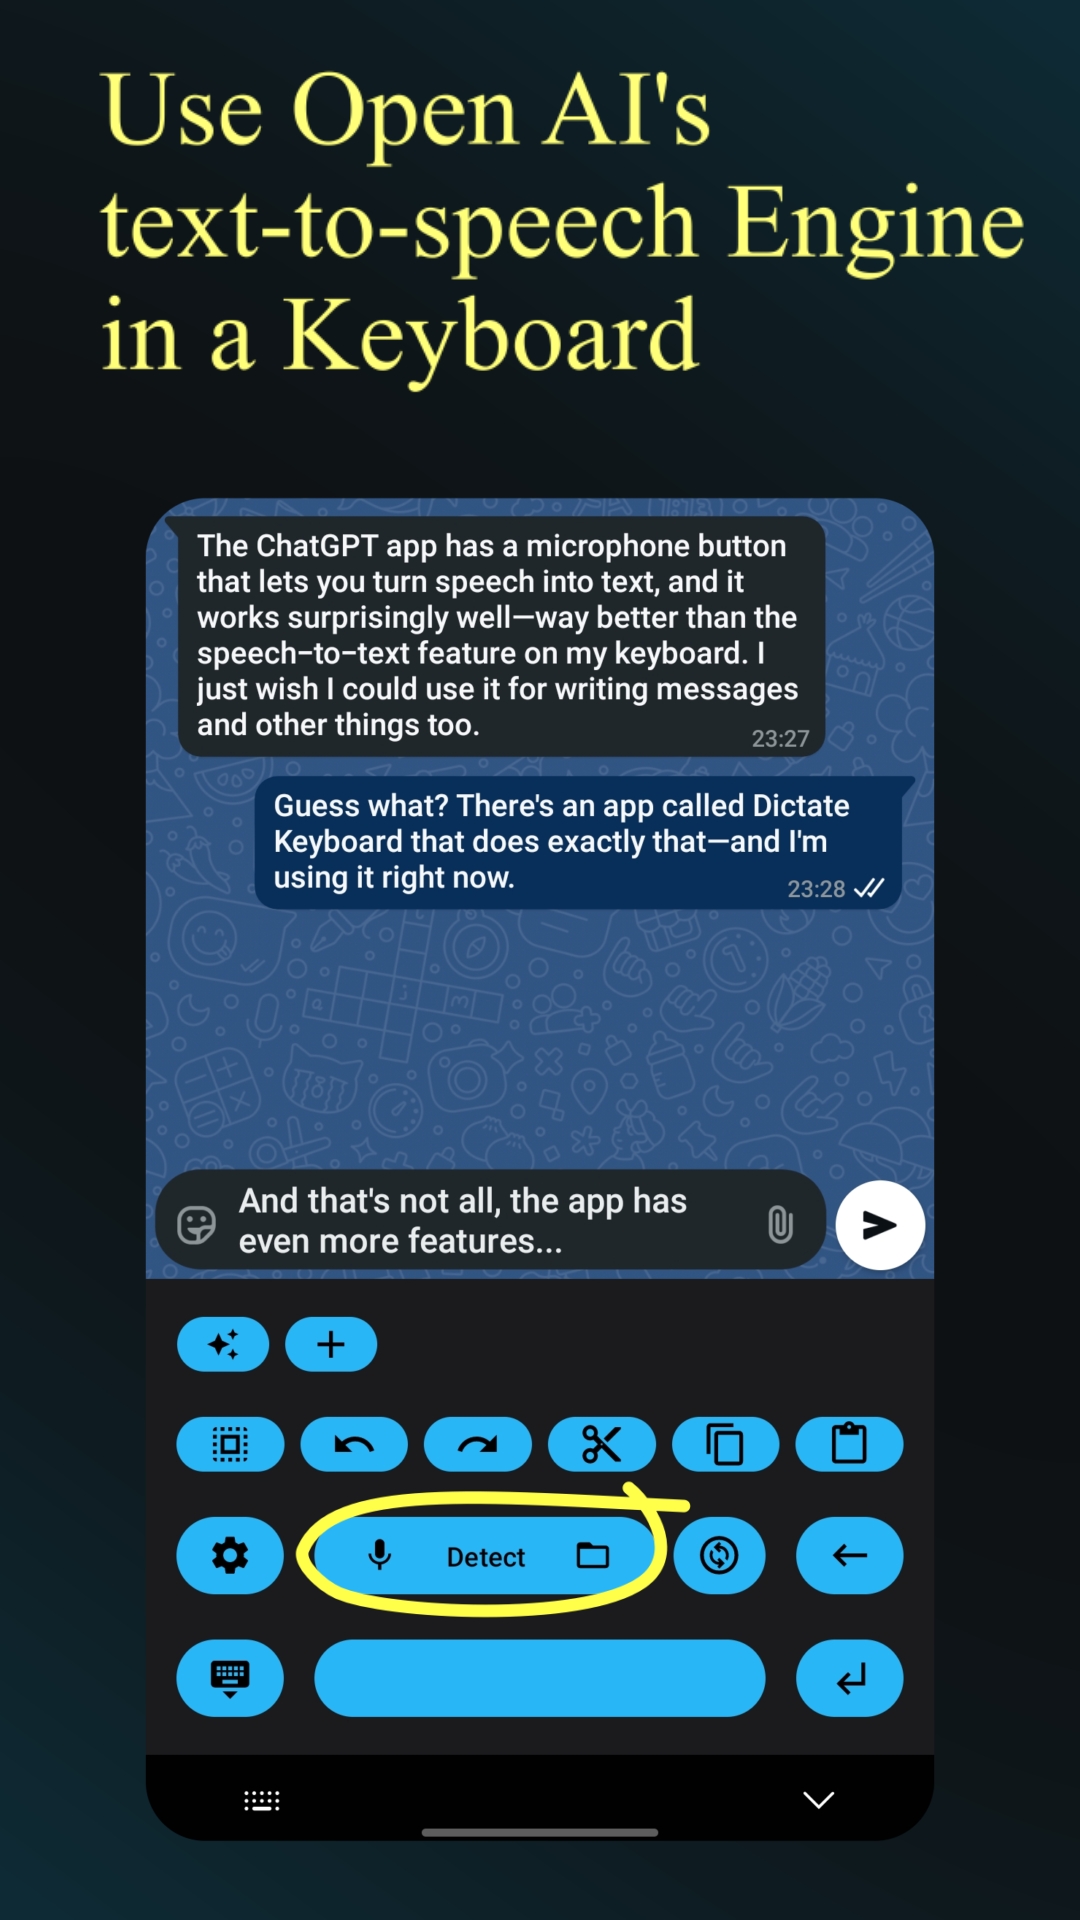 Use Open AI's
text-to-speech Engine
in a Keyboard
The ChatGPT app has a microphone button
that lets you turn speech into text, and it
works surprisingly well—way better than the
speech-to-text feature on my keyboard. I
just wish I could use it for writing messages
and other things too.
23:27
Guess what? There's an app called Dictate
Keyboard that does exactly that—and I'm
using it right now.
23:28
And that's not all, the app has
even more features...
Detect